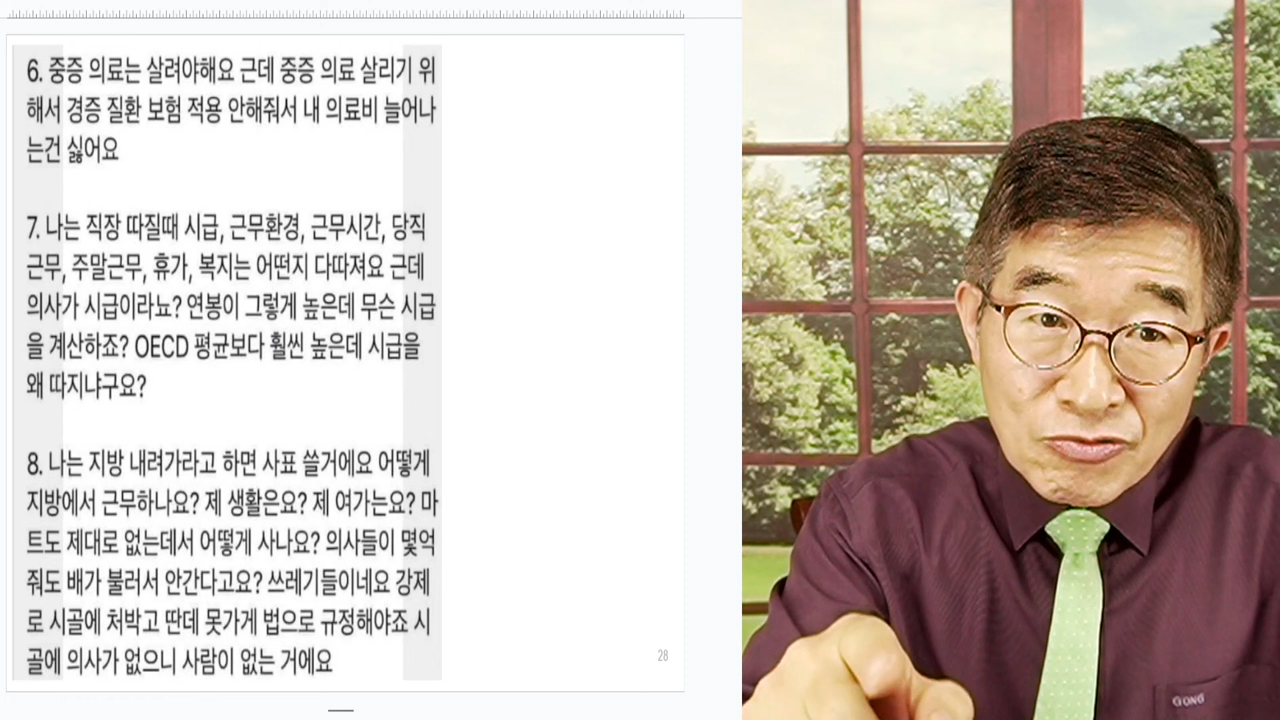 6. 중증 의료는 살려야해요 근데 중증 의료 살리기 위
해서 경증 질환 보험 적용 안해줘서 내 의료비 늘어나
는건 싫어요
7. 나는 직장 따질때 시급, 근무환경, 근무시간, 당직
근무, 주말근무, 휴가, 복지는 어떤지 다따져요 근데
의사가 시급이라뇨? 연봉이 그렇게 높은데 무슨 시급
을 계산하죠? OECD 평균보다 훨씬 높은데 시급을
왜 따지냐구요?
8. 나는 지방 내려가라고 하면 사표 쓸거에요 어떻게
지방에서 근무하나요? 제 생활은요? 제 여가는요? 마
트도 제대로 없는데서 어떻게 사나요? 의사들이 몇억
줘도 배가 불러서 안간다고요? 쓰레기들이네요 강제
로 시골에 처박고 딴데 못가게 법으로 규정해야죠 시
골에 의사가 없으니 사람이 없는 거에요
28
GONG